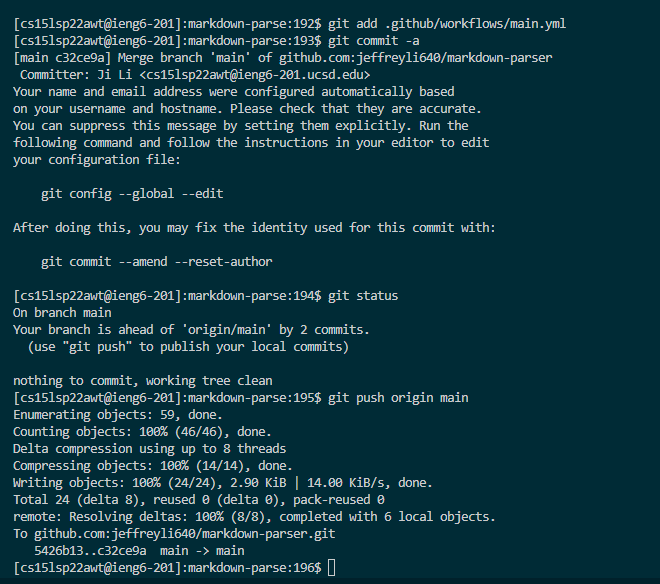 [cs15lsp22awt@ieng6-201]:markdown-parse:192$ git add .github/workflows/main.yml
[cs15lsp22awt@ieng6-201]:markdown-parse:193$ git commit -a
[main c32ce9a] Merge branch 'main' of github.com:jeffreyli640/markdown-parser
 Committer: Ji Li <cs15lsp22awt@ieng6-201.ucsd.edu>
Your name and email address were configured automatically based
on your username and hostname. Please check that they are accurate.
You can suppress this message by setting them explicitly. Run the
following command and follow the instructions in your editor to edit
your configuration file:
    git config --global --edit
After doing this, you may fix the identity used for this commit with:
    git commit --amend --reset-author
[cs15lsp22awt@ieng6-201]:markdown-parse:194$ git status
On branch main
Your branch is ahead of 'origin/main' by 2 commits.
  (use "git push" to publish your local commits)
nothing to commit, working tree clean
[cs15lsp22awt@ieng6-201]:markdown-parse:195$ git push origin main
Enumerating objects: 59, done.
Counting objects: 100% (46/46), done.
Delta compression using up to 8 threads
Compressing objects: 100% (14/14), done.
Writing objects: 100% (24/24), 2.90 KiB | 14.00 KiB/s, done.
Total 24 (delta 8), reused 0 (delta 0), pack-reused 0
remote: Resolving deltas: 100% (8/8), completed with 6 local objects.
To github.com:jeffreyli640/markdown-parser.git
   5426b13..c32ce9a  main -> main
[cs15lsp22awt@ieng6-201]:markdown-parse:196$